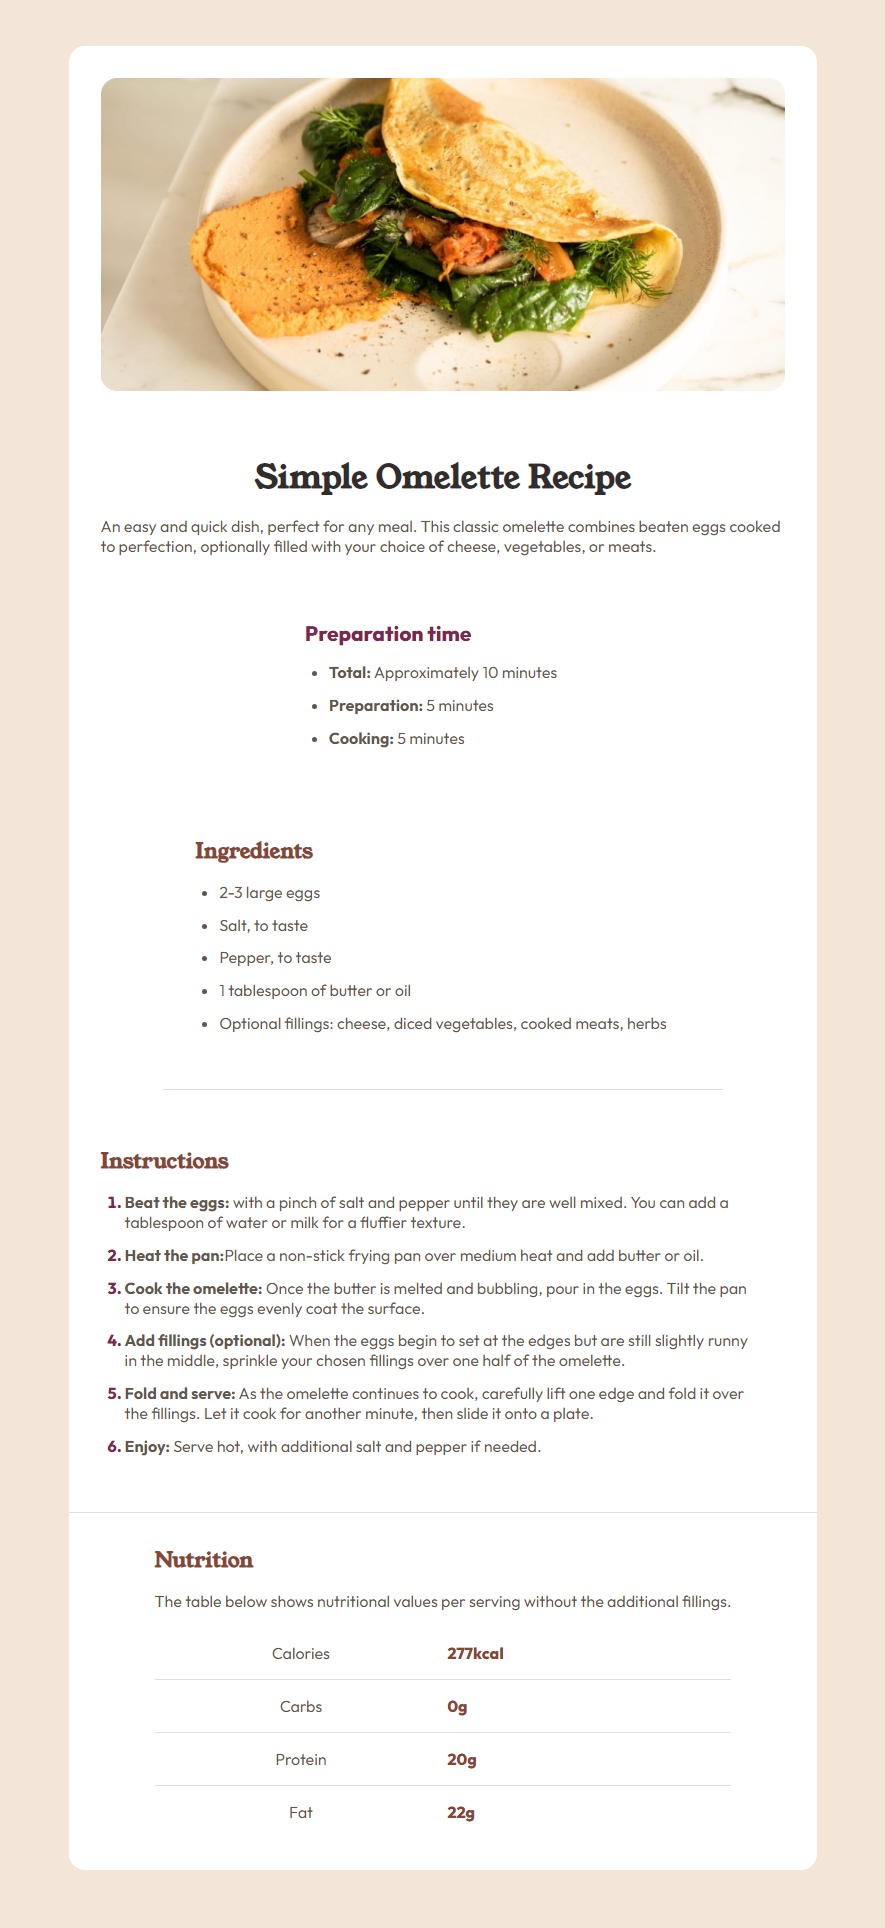 Simple Omelette Recipe
An easy and quick dish, perfect for any meal. This classic omelette combines beaten eggs cooked
to perfection, optionally filled with your choice of cheese, vegetables, or meats.
Preparation time
• Total: Approximately 10 minutes
• Preparation: 5 minutes
• Cooking: 5 minutes
Ingredients
• 2-3 large eggs
• Salt, to taste
• Pepper, to taste
• 1 tablespoon of butter or oil
• Optional fillings: cheese, diced vegetables, cooked meats, herbs
Instructions
1. Beat the eggs: with a pinch of salt and pepper until they are well mixed. You can add a
tablespoon of water or milk for a fluffier texture.
2. Heat the pan:Place a non-stick frying pan over medium heat and add butter or oil.
3. Cook the omelette: Once the butter is melted and bubbling, pour in the eggs. Tilt the pan
to ensure the eggs evenly coat the surface.
4. Add fillings (optional): When the eggs begin to set at the edges but are still slightly runny
in the middle, sprinkle your chosen fillings over one half of the omelette.
5. Fold and serve: As the omelette continues to cook, carefully lift one edge and fold it over
the fillings. Let it cook for another minute, then slide it onto a plate.
6. Enjoy: Serve hot, with additional salt and pepper if needed.
Nutrition
The table below shows nutritional values per serving without the additional fillings.
Calories 277kcal
Carbs 0g
Protein 20g
Fat 22g